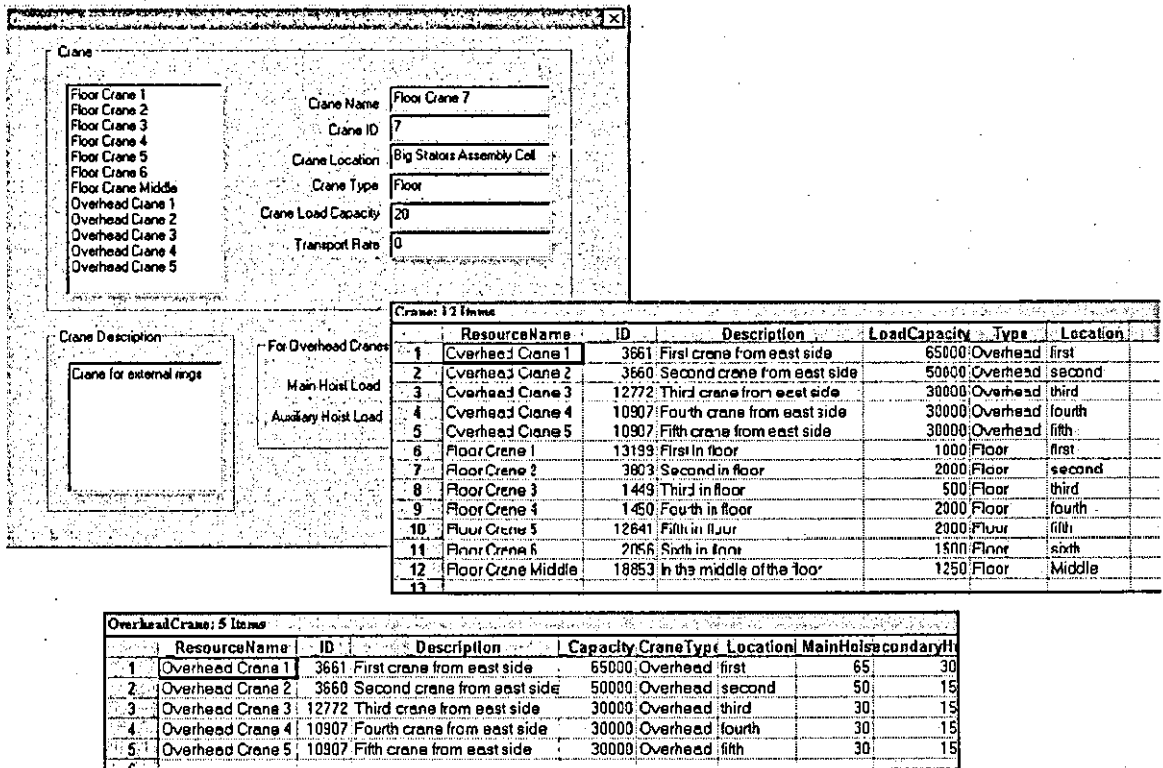 Crane
Floor Crane 1
Floor Crane 2
Floor Crane 3
Floor Crane 4
Floor Crane 5
Floor Crane 6
Floor Crane Middle
Overhead Crane 1
Overhead Crane 2
Overhead Crane 3
Overhead Crane 4
Overhead Crane 5
Crane Name Floor Crane 7
Crane ID 7
Crane Location Big Stators Assembly Cell
Crane Type Floor
Crane Load Capacity 20
Transport Rate 0
Crane Description
Crane for external rings
For Overhead Cranes
Main Hoist Load
Auxiliary Hoist Load
Crane: 12 Items
ResourceName ID Description LoadCapacity Type Location
1 Overhead Crane 1 3661 First crane from east side 65000 Overhead first
2 Overhead Crane 2 3660 Second crane from east side 50000 Overhead second
3 Overhead Crane 3 12772 Third crane from east side 30000 Overhead third
4 Overhead Crane 4 10907 Fourth crane from east side 30000 Overhead fourth
5 Overhead Crane 5 10907 Fifth crane from east side 30000 Overhead fifth
6 Floor Crane 1 13199 First in floor 1000 Floor first
7 Floor Crane 2 3803 Second in floor 2000 Floor second
8 Floor Crane 3 1449 Third in floor 500 Floor third
9 Floor Crane 4 1450 Fourth in floor 2000 Floor fourth
10 Floor Crane 5 12641 Fifth in floor 2000 Floor fifth
11 Floor Crane 6 2056 Sixth in floor 1500 Floor sixth
12 Floor Crane Middle 18853 In the middle of the floor 1250 Floor Middle
13
OverheadCrane: 5 Items
ResourceName ID Description Capacity CraneType Location MainHoisecondaryH
1 Overhead Crane 1 3661 First crane from east side 65000 Overhead first 65 30
2 Overhead Crane 2 3660 Second crane from east side 50000 Overhead second 50 15
3 Overhead Crane 3 12772 Third crane from east side 30000 Overhead third 30 15
4 Overhead Crane 4 10907 Fourth crane from east side 30000 Overhead fourth 30 15
5 Overhead Crane 5 10907 Fifth crane from east side 30000 Overhead fifth 30 15